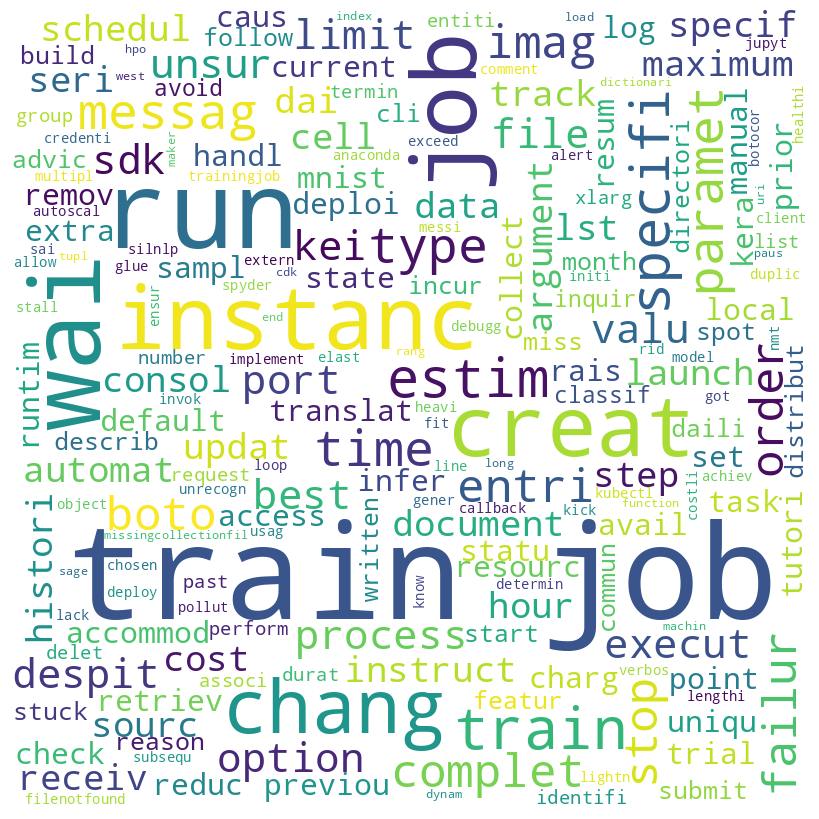 schedul caus entiti index load
build hpo follow limit imag log specif
jupyt
seri west avoid unsur current comment maximum
group messag dai termin cli track dictionari
credenti cell exceed file healthi
advic maker sdk handl anaconda alert resum botocor
multipl trainingjob mnist xlarg directori paramet manual prior
remov autoscal run deploi data job specifi kera uri
extra silnlp extern messi lst client
sai glue sampl cdk keitype argument month list paus
allow tupl state collect initi duplic
stall wai ensur spyder incur inquir local
end instanc debugg miss valu spot
runtim number implement elast rais rid model nmt
consol invok port rang estim classif launch got order distribut
default translat heavi fit creat daili
describ updat time line set
automat request loop infer step achiev
object unrecogn long entri kubectl costli task
histori boto best gener callback kick avail tutori
missingcollectionfil access usag document function
sage chosen train job statu
lack deploy past written resourc determin commun
pollut know hour machin
accommod perform process start execut
delet cost durat instruct charg verbos
despit associ point lengthi failur
stuck retriev chang featur stop
sourc train uniqu
check reason subsequ option complet lightn trial
receiv reduc previou identifi submit
filenotfound dynam